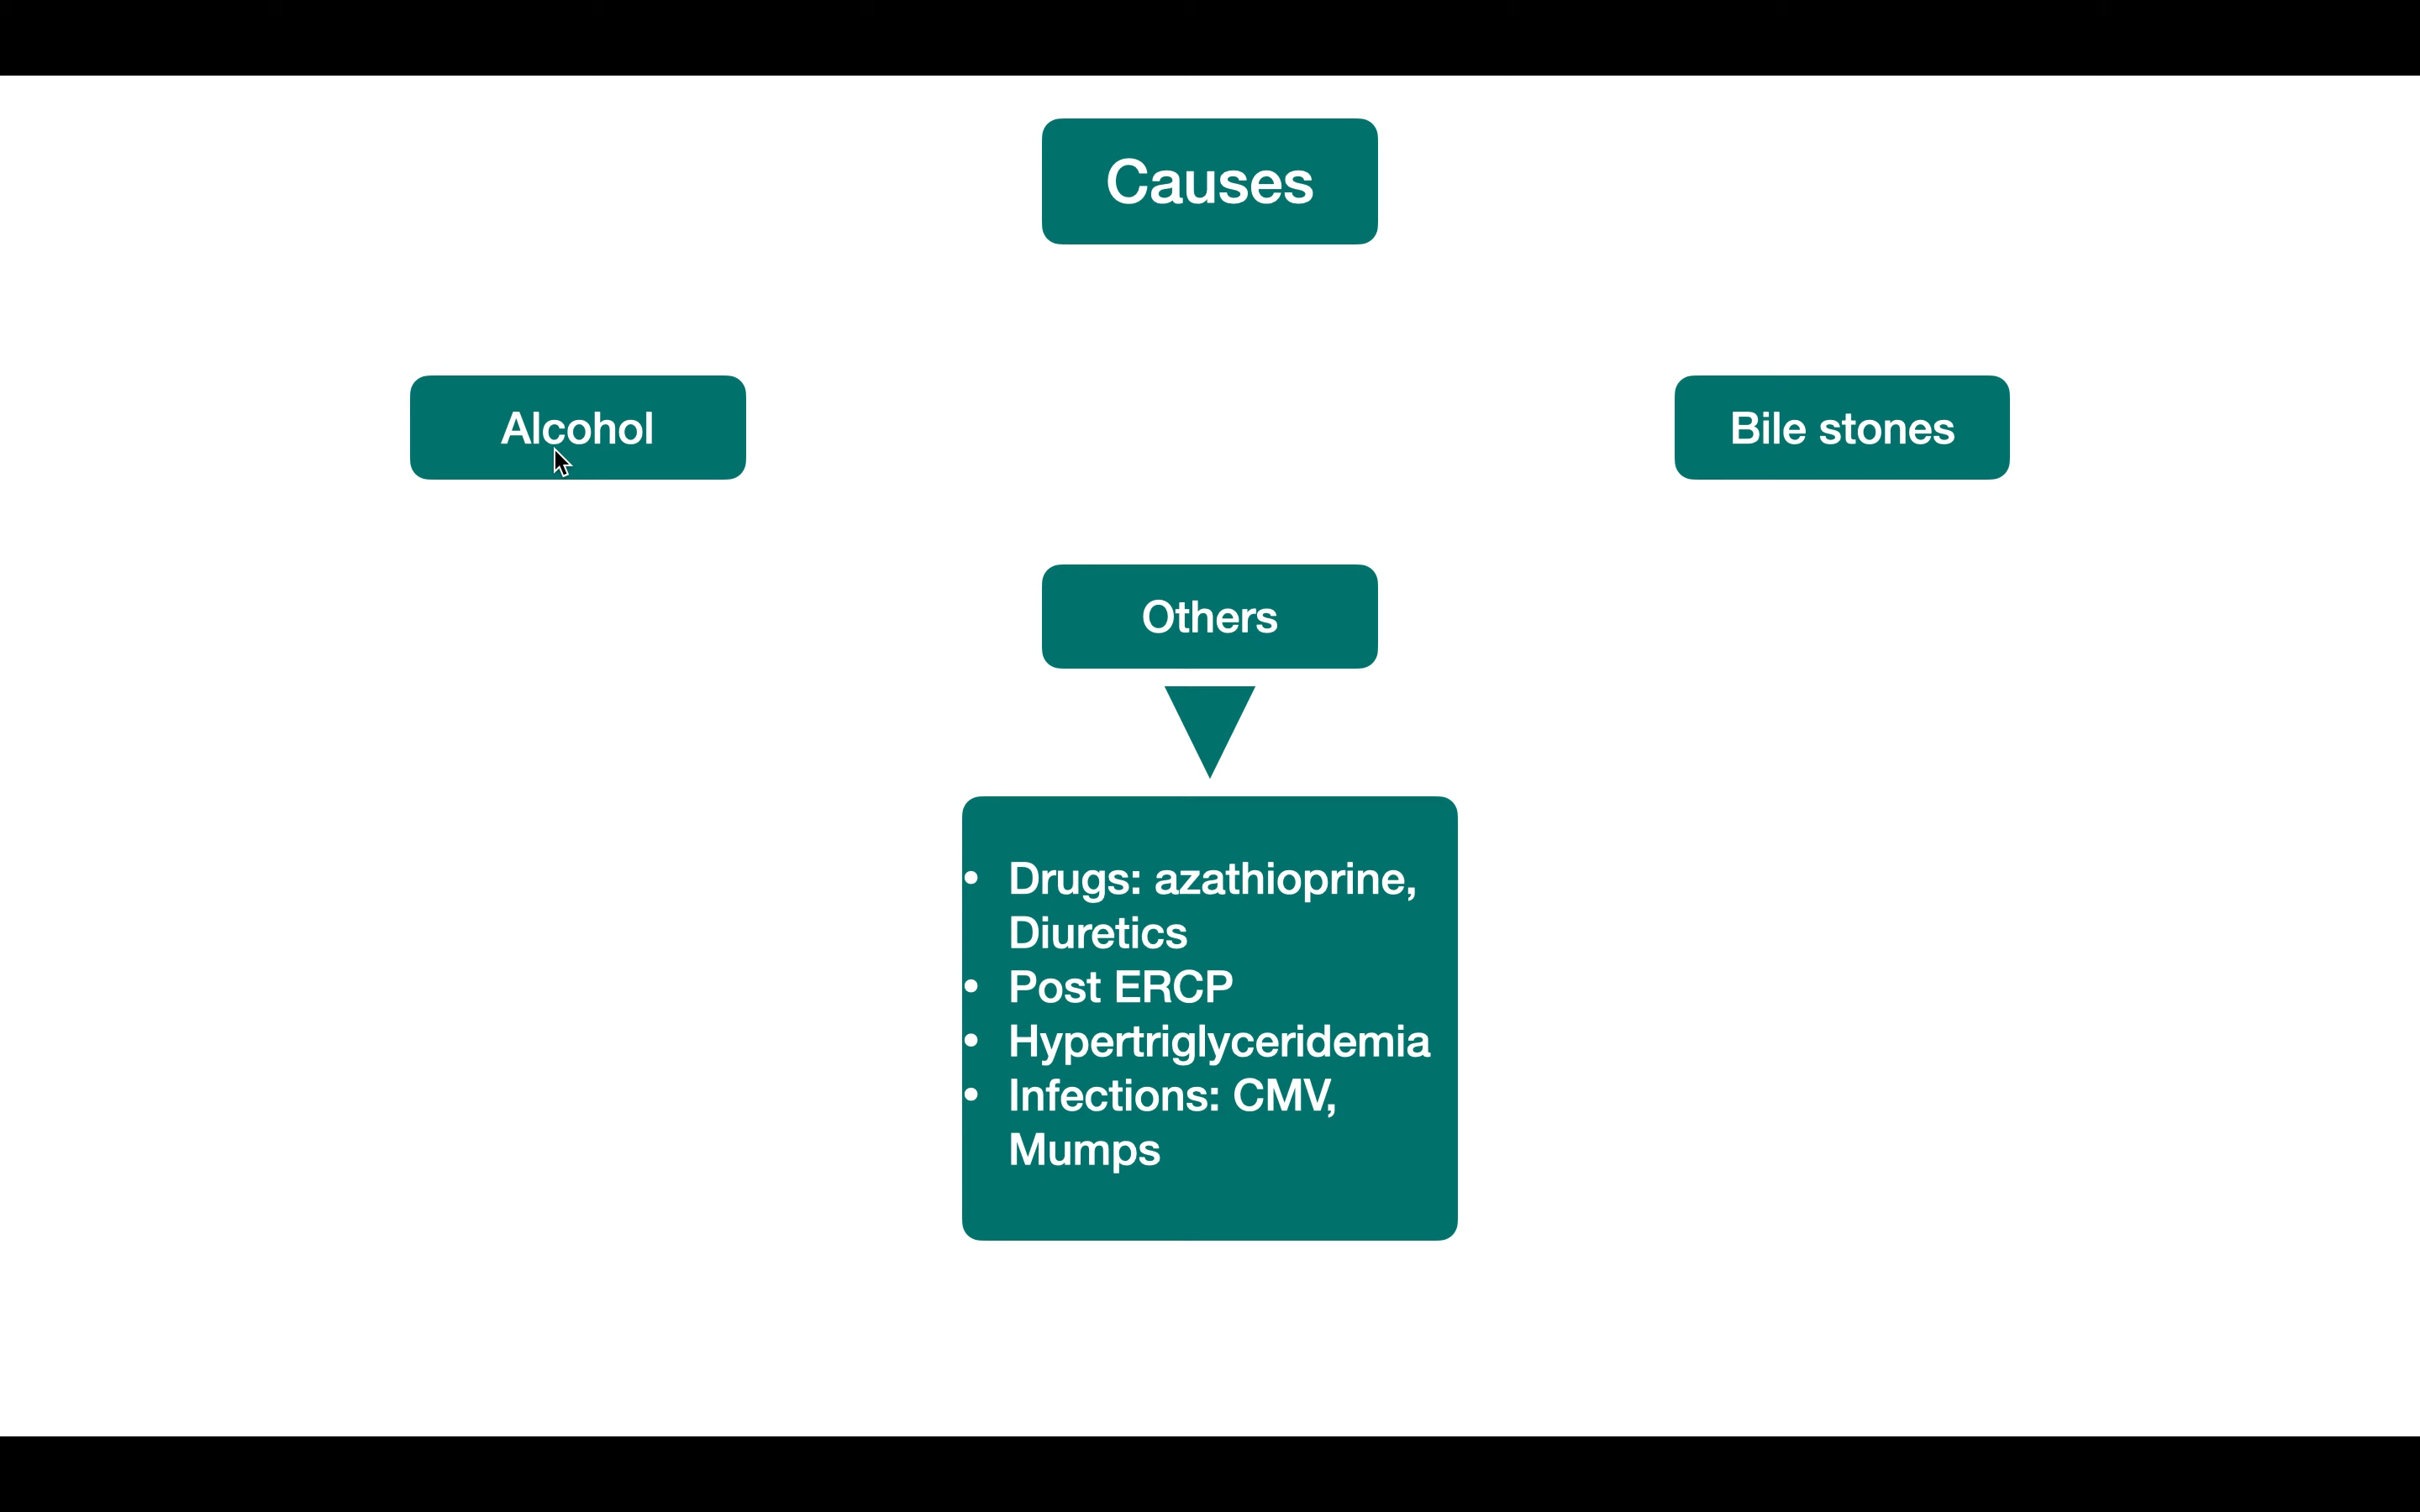 Causes
Alcohol
Bile stones
Others
• Drugs: azathioprine,
Diuretics
• Post ERCP
• Hypertriglyceridemia
• Infections: CMV,
Mumps